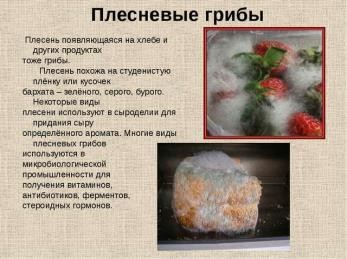 Плесневые грибы
Плесень появляющаяся на хлебе и
других продуктах
тоже грибы.
Плесень похожа на студенистую
плёнку или кусочек
бархата – зелёного, серого, бурого.
Некоторые виды
плесени используют в сыроделии для
придания сыру
определённого аромата. Многие виды
плесневых грибов
используются в
микробиологической
промышленности для
получения витаминов,
антибиотиков, ферментов,
стероидных гормонов.